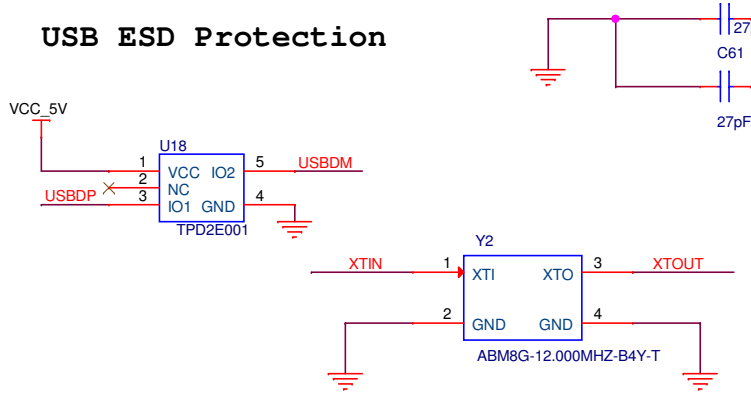 USB ESD Protection
27
C61
27pF
VCC_5V
U18
1 VCC IO2 5 USBDM
2 NC
USBDP 3 IO1 GND 4
TPD2E001
Y2
XTIN 1 XTI XTO 3 XTOUT
2 GND GND 4
ABM8G-12.000MHZ-B4Y-T